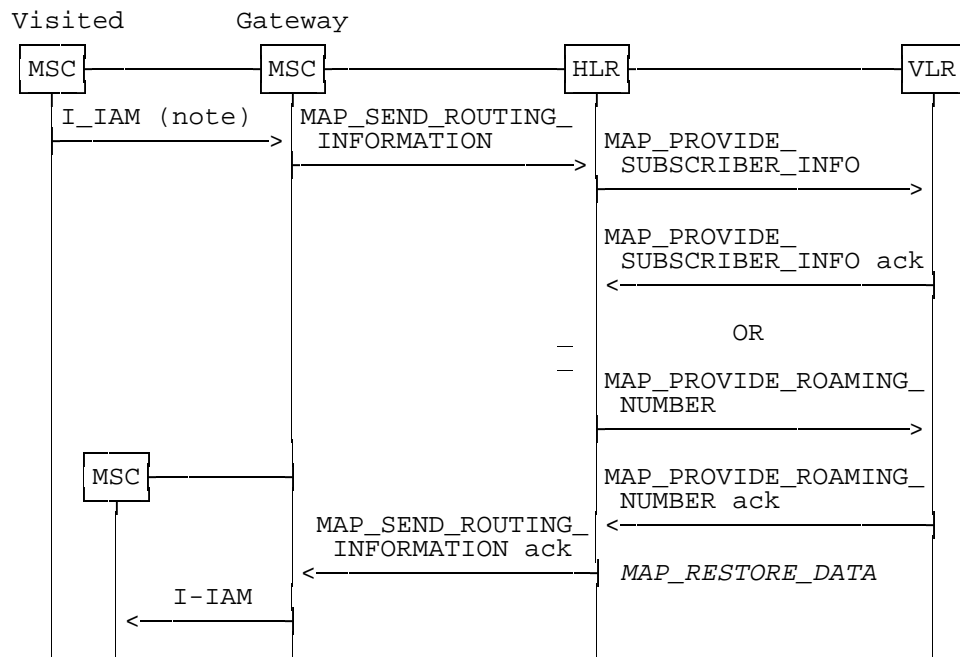 Visited Gateway
MSC MSC HLR VLR
I_IAM (note)
MAP_SEND_ROUTING_
INFORMATION
MAP_PROVIDE_
SUBSCRIBER_INFO
MAP_PROVIDE_
SUBSCRIBER_INFO ack
OR
MAP_PROVIDE_ROAMING_
NUMBER
MSC
MAP_PROVIDE_ROAMING_
NUMBER ack
MAP_SEND_ROUTING_
INFORMATION ack
MAP_RESTORE_DATA
I-IAM